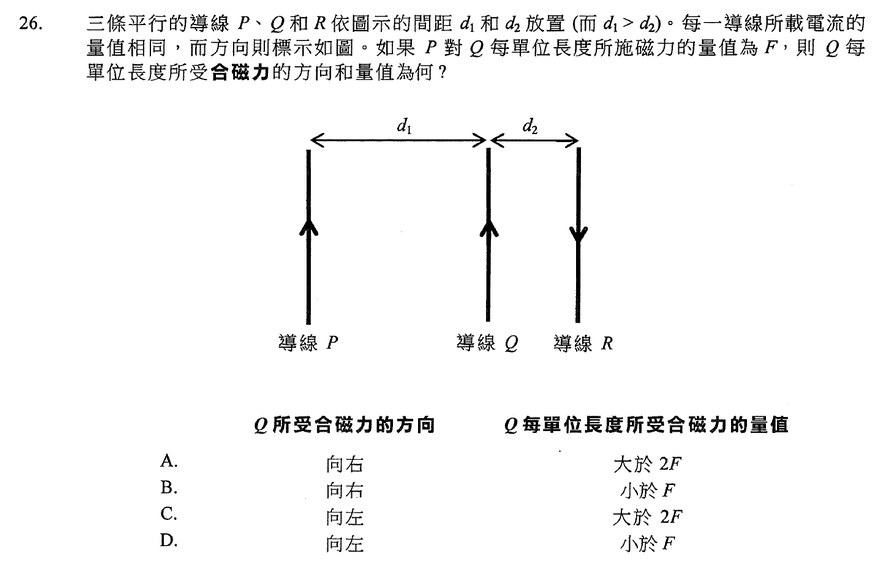 26. 三條平行的導線 P、Q 和 R 依圖示的間距 d₁ 和 d₂ 放置 (而 d₁ > d₂)。每一導線所載電流的
量值相同，而方向則標示如圖。如果 P 對 Q 每單位長度所施磁力的量值為 F，則 Q 每
單位長度所受合磁力的方向和量值為何？
d₁ d₂
導線 P 導線 Q 導線 R
Q 所受合磁力的方向 Q 每單位長度所受合磁力的量值
A. 向右 大於 2F
B. 向右 小於 F
C. 向左 大於 2F
D. 向左 小於 F